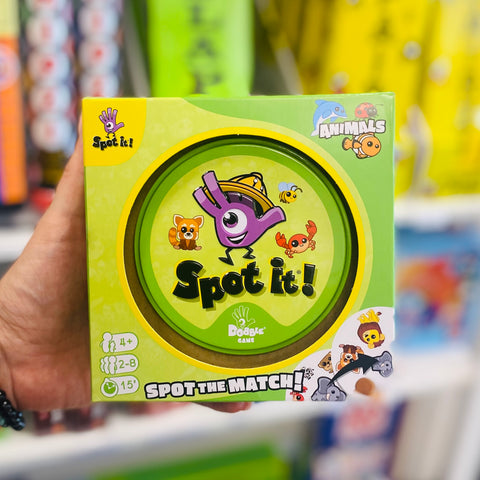 Spot it!
ANIMALS
Spot it!
DOBBLE
GAME
4+
2-8
15'
SPOT THE MATCH!